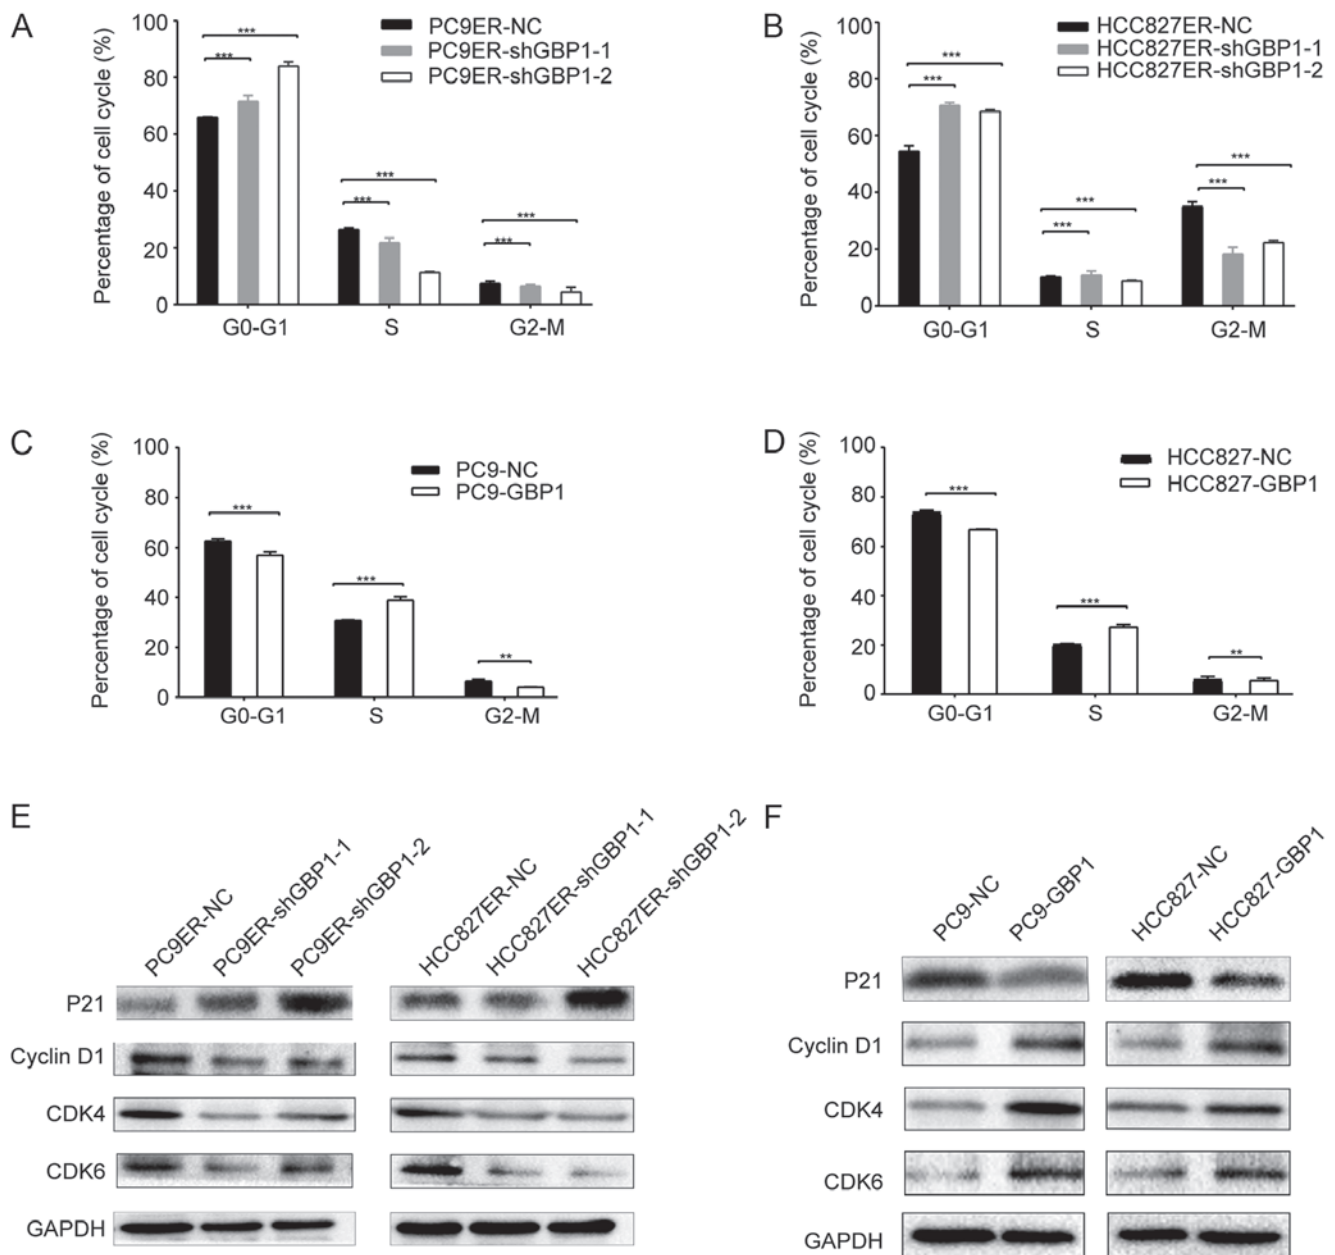 A
Percentage of cell cycle (%)
100
80
60
40
20
0
***
***
***
***
***
***
G0-G1 S G2-M
PC9ER-NC
PC9ER-shGBP1-1
PC9ER-shGBP1-2
B
Percentage of cell cycle (%)
100
80
60
40
20
0
***
***
***
***
***
***
G0-G1 S G2-M
HCC827ER-NC
HCC827ER-shGBP1-1
HCC827ER-shGBP1-2
C
Percentage of cell cycle (%)
100
80
60
40
20
0
***
***
**
G0-G1 S G2-M
PC9-NC
PC9-GBP1
D
Percentage of cell cycle (%)
100
80
60
40
20
0
***
***
**
G0-G1 S G2-M
HCC827-NC
HCC827-GBP1
E
PC9ER-NC
PC9ER-shGBP1-1
PC9ER-shGBP1-2
HCC827ER-NC
HCC827ER-shGBP1-1
HCC827ER-shGBP1-2
P21
Cyclin D1
CDK4
CDK6
GAPDH
F
PC9-NC
PC9-GBP1
HCC827-NC
HCC827-GBP1
P21
Cyclin D1
CDK4
CDK6
GAPDH